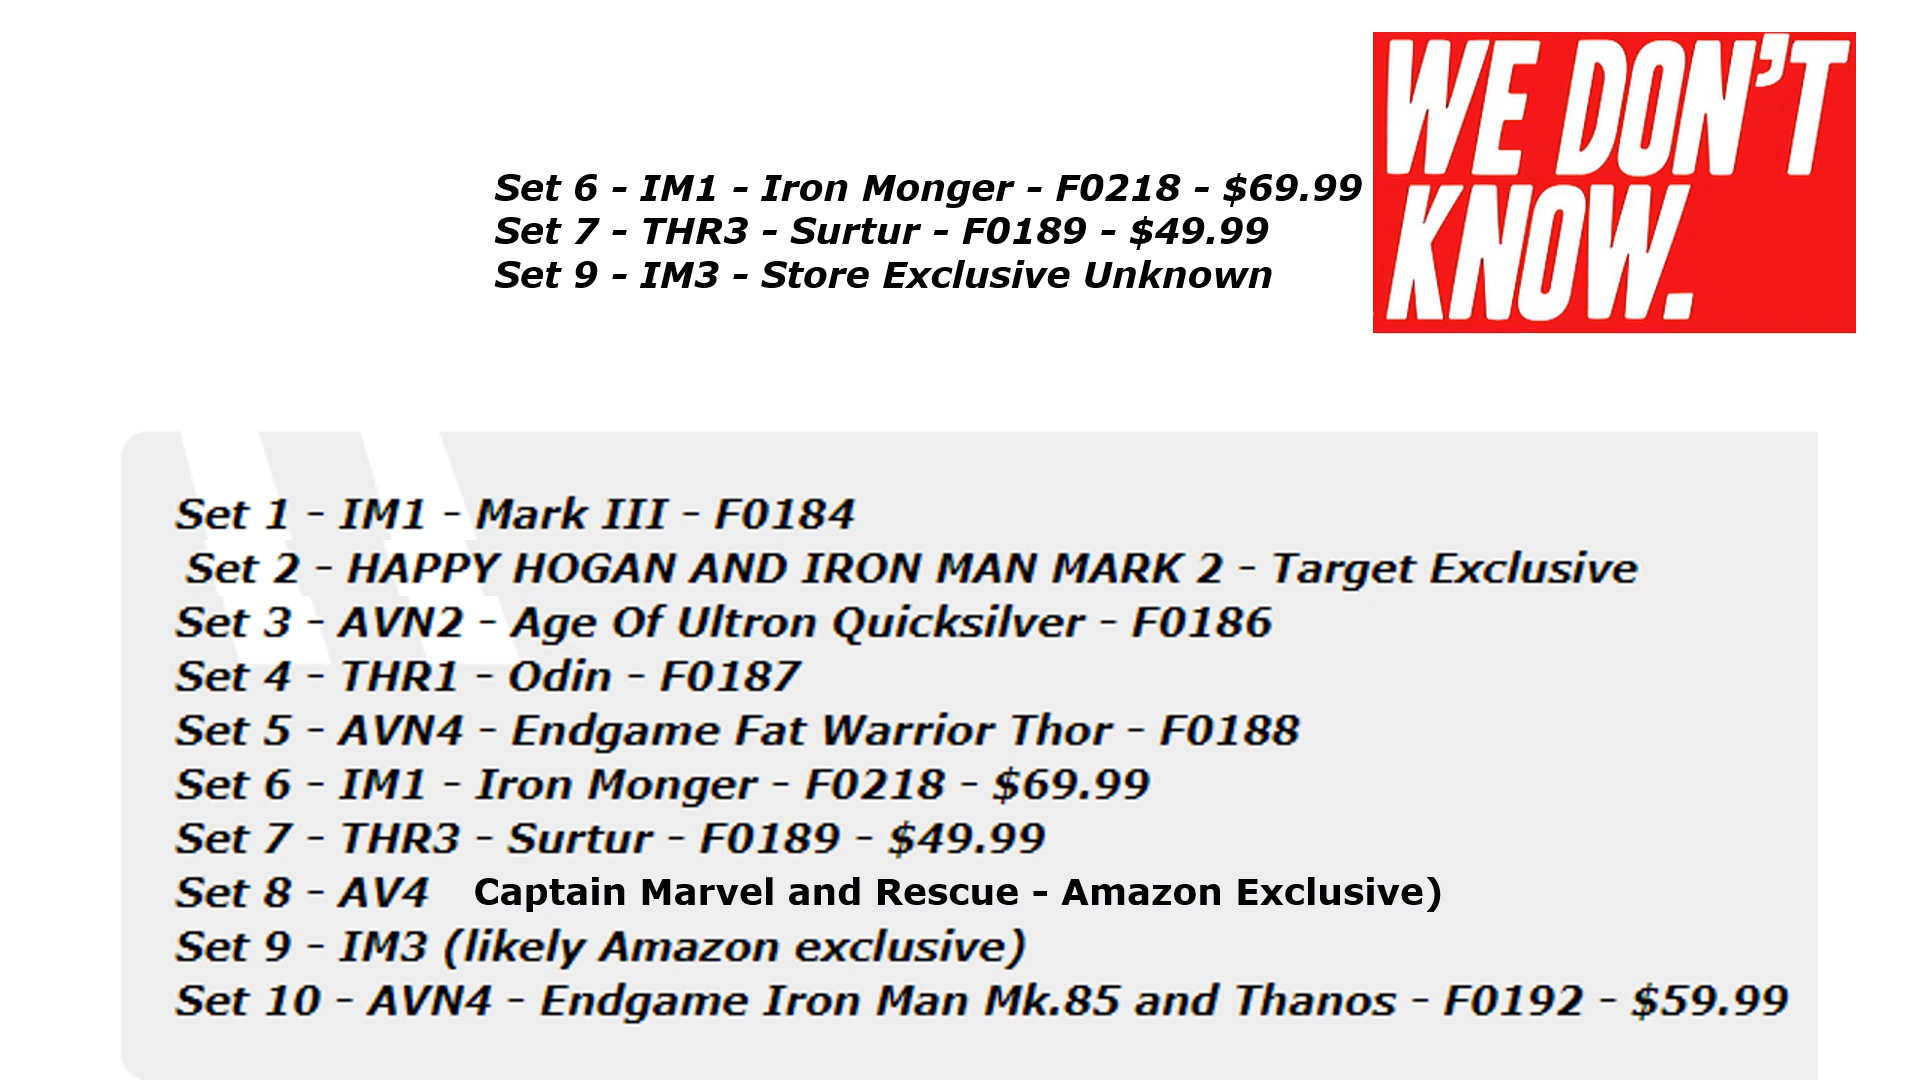 WE DON'T
KNOW.
Set 6 - IM1 - Iron Monger - F0218 - $69.99
Set 7 - THR3 - Surtur - F0189 - $49.99
Set 9 - IM3 - Store Exclusive Unknown
Set 1 - IM1 - Mark III - F0184
Set 2 - HAPPY HOGAN AND IRON MAN MARK 2 - Target Exclusive
Set 3 - AVN2 - Age Of Ultron Quicksilver - F0186
Set 4 - THR1 - Odin - F0187
Set 5 - AVN4 - Endgame Fat Warrior Thor - F0188
Set 6 - IM1 - Iron Monger - F0218 - $69.99
Set 7 - THR3 - Surtur - F0189 - $49.99
Set 8 - AV4 Captain Marvel and Rescue - Amazon Exclusive)
Set 9 - IM3 (likely Amazon exclusive)
Set 10 - AVN4 - Endgame Iron Man Mk.85 and Thanos - F0192 - $59.99